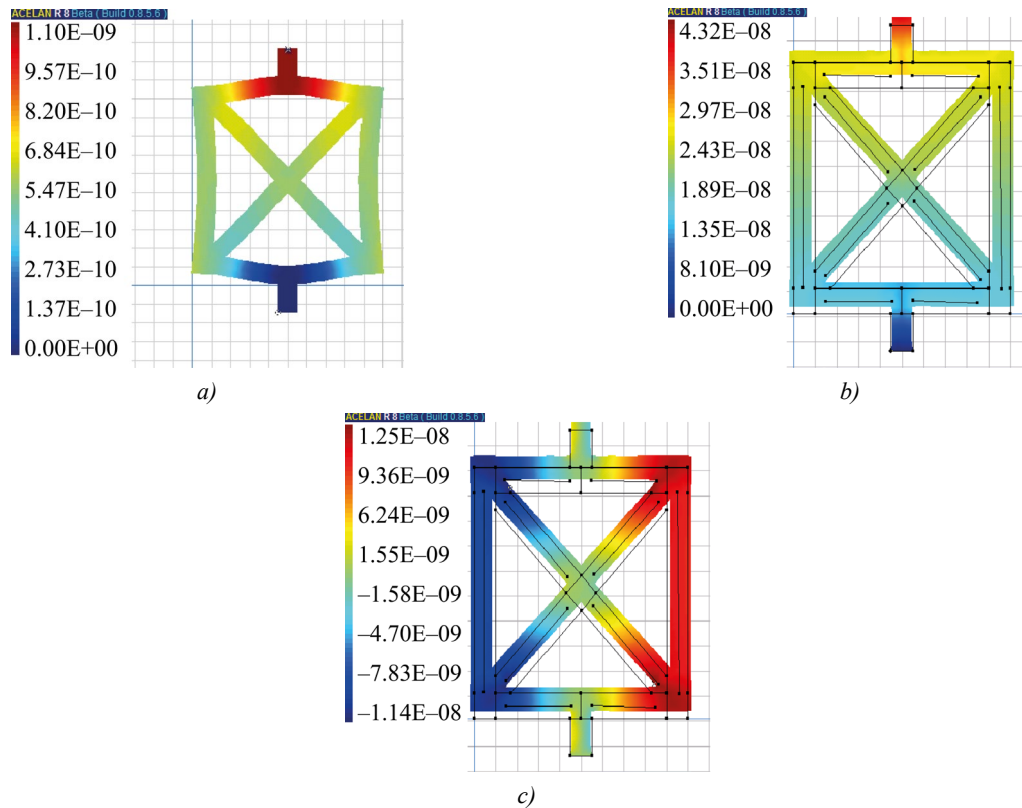 ACELAN R 8 Beta ( Build 0.8.5.6 )
1.10E–09
9.57E–10
8.20E–10
6.84E–10
5.47E–10
4.10E–10
2.73E–10
1.37E–10
0.00E+00
a)
ACELAN R 8 Beta ( Build 0.8.5.6 )
4.32E–08
3.51E–08
2.97E–08
2.43E–08
1.89E–08
1.35E–08
8.10E–09
0.00E+00
b)
ACELAN R 8 Beta ( Build 0.8.5.6 )
1.25E–08
9.36E–09
6.24E–09
1.55E–09
–1.58E–09
–4.70E–09
–7.83E–09
–1.14E–08
c)